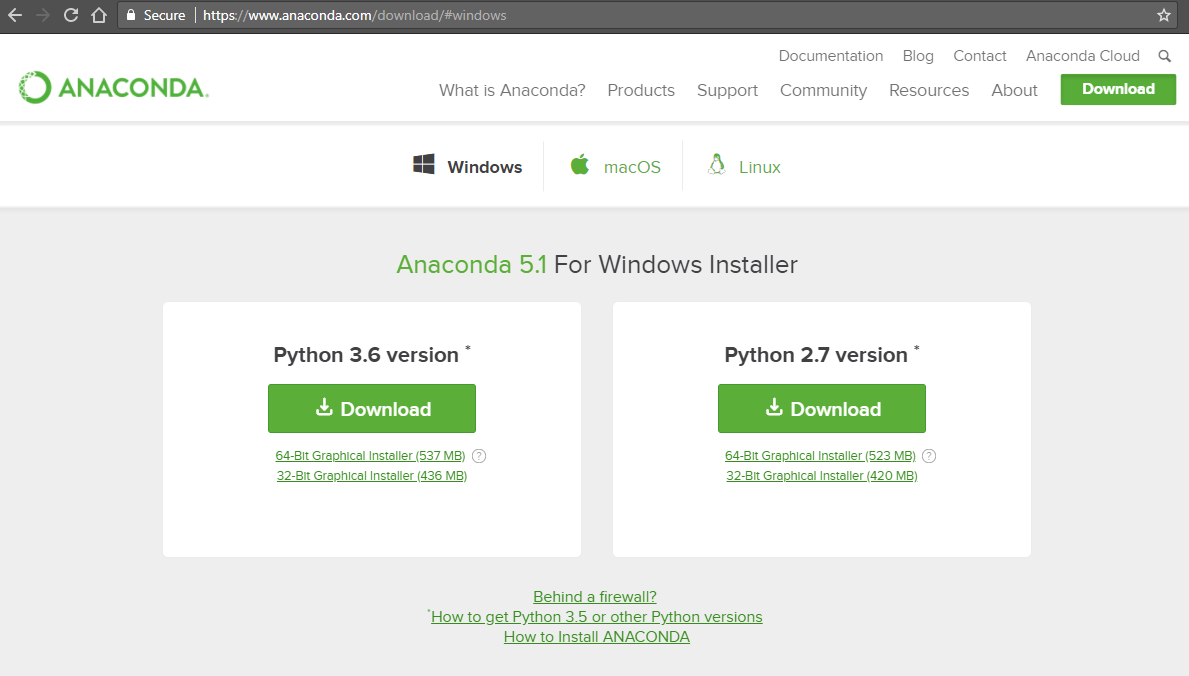 Secure https://www.anaconda.com/download/#windows
Documentation Blog Contact Anaconda Cloud
ANACONDA.
What is Anaconda? Products Support Community Resources About Download
Windows macOS Linux
Anaconda 5.1 For Windows Installer
Python 3.6 version *
Download
64-Bit Graphical Installer (537 MB) ?
32-Bit Graphical Installer (436 MB)
Python 2.7 version *
Download
64-Bit Graphical Installer (523 MB) ?
32-Bit Graphical Installer (420 MB)
Behind a firewall?
*How to get Python 3.5 or other Python versions
How to Install ANACONDA